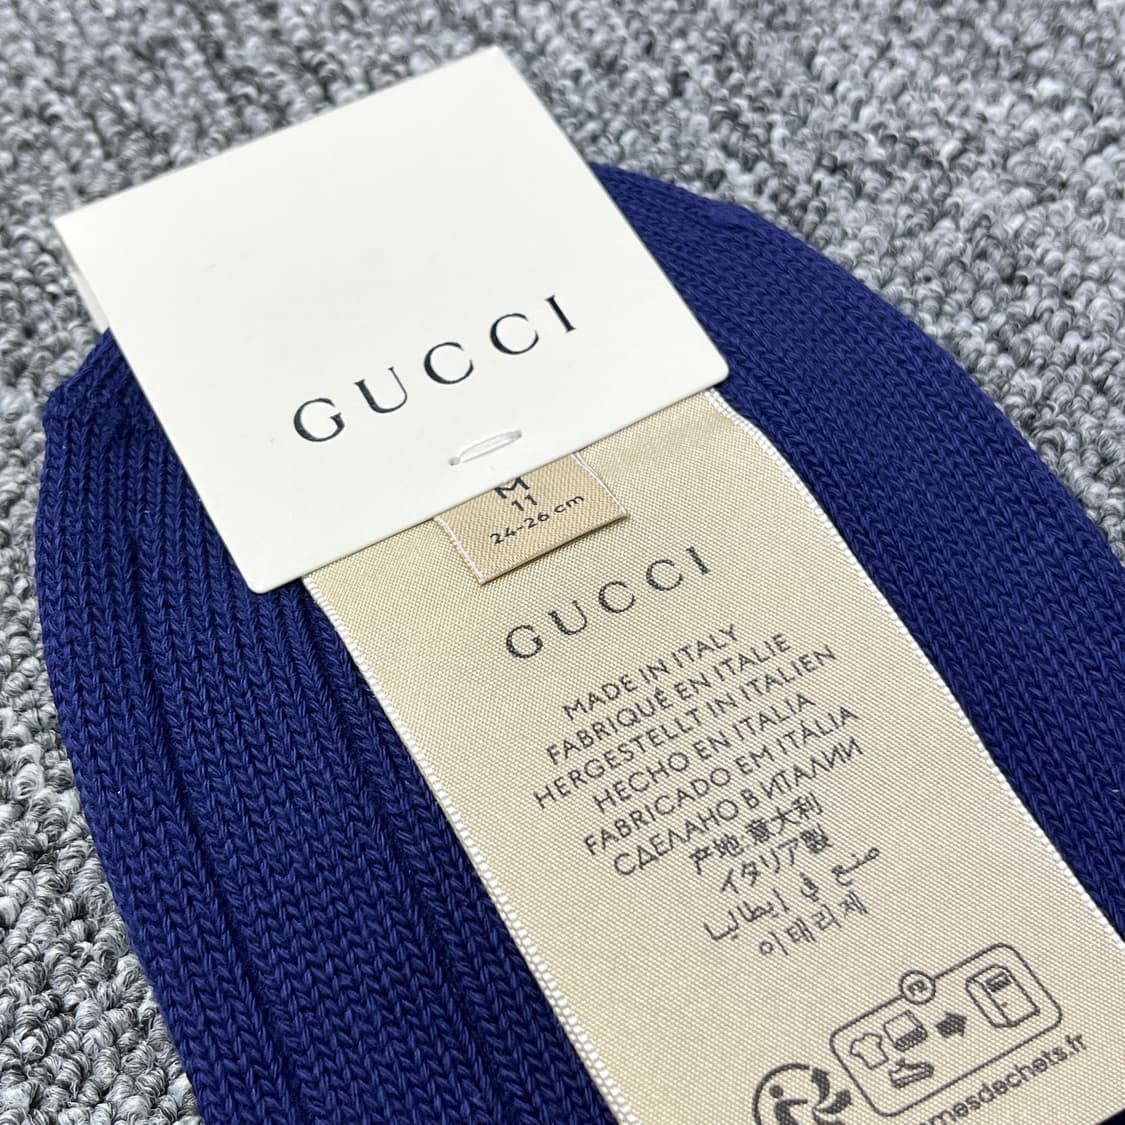 GUCCI
M
11
24-26 cm
GUCCI
MADE IN ITALY
FABRIQUÉ EN ITALIE
HERGESTELLT IN ITALIEN
HECHO EN ITALIA
FABRICADO EM ITÁLIA
СДЕЛАНО В ИТАЛИИ
产地:意大利
イタリア製
صنع في إيطاليا
이태리제
mesdechets.fr